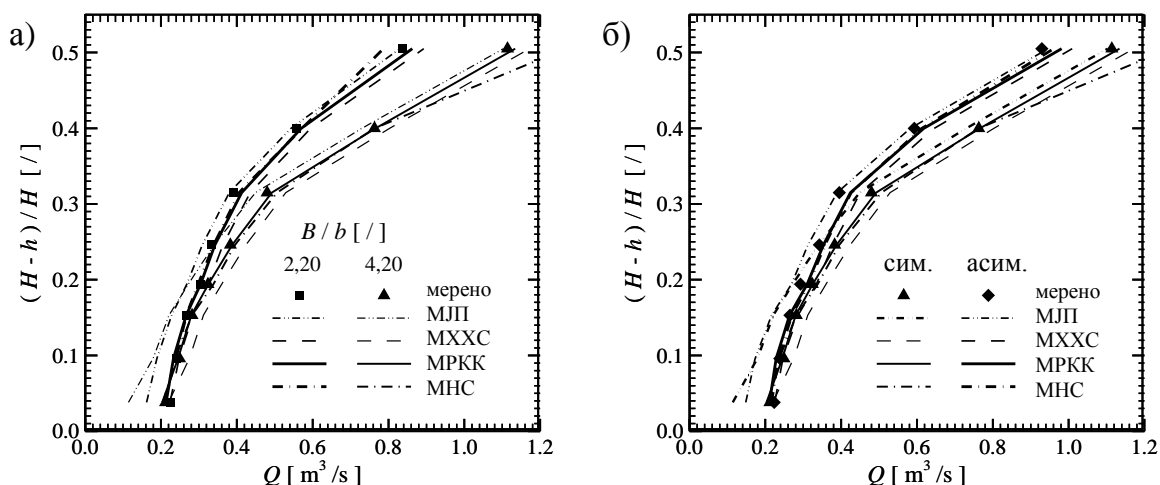 а)
(H - h) / H [ / ]
0.5
0.4
0.3
0.2
0.1
0.0
0.0 0.2 0.4 0.6 0.8 1.0 1.2
Q [ m³/s ]
B / b [ / ]
2,20 4,20
мерено
МЈП
МХХС
МРКК
МНС
б)
(H - h) / H [ / ]
0.5
0.4
0.3
0.2
0.1
0.0
0.0 0.2 0.4 0.6 0.8 1.0 1.2
Q [ m³/s ]
сим. асим.
мерено
МЈП
МХХС
МРКК
МНС